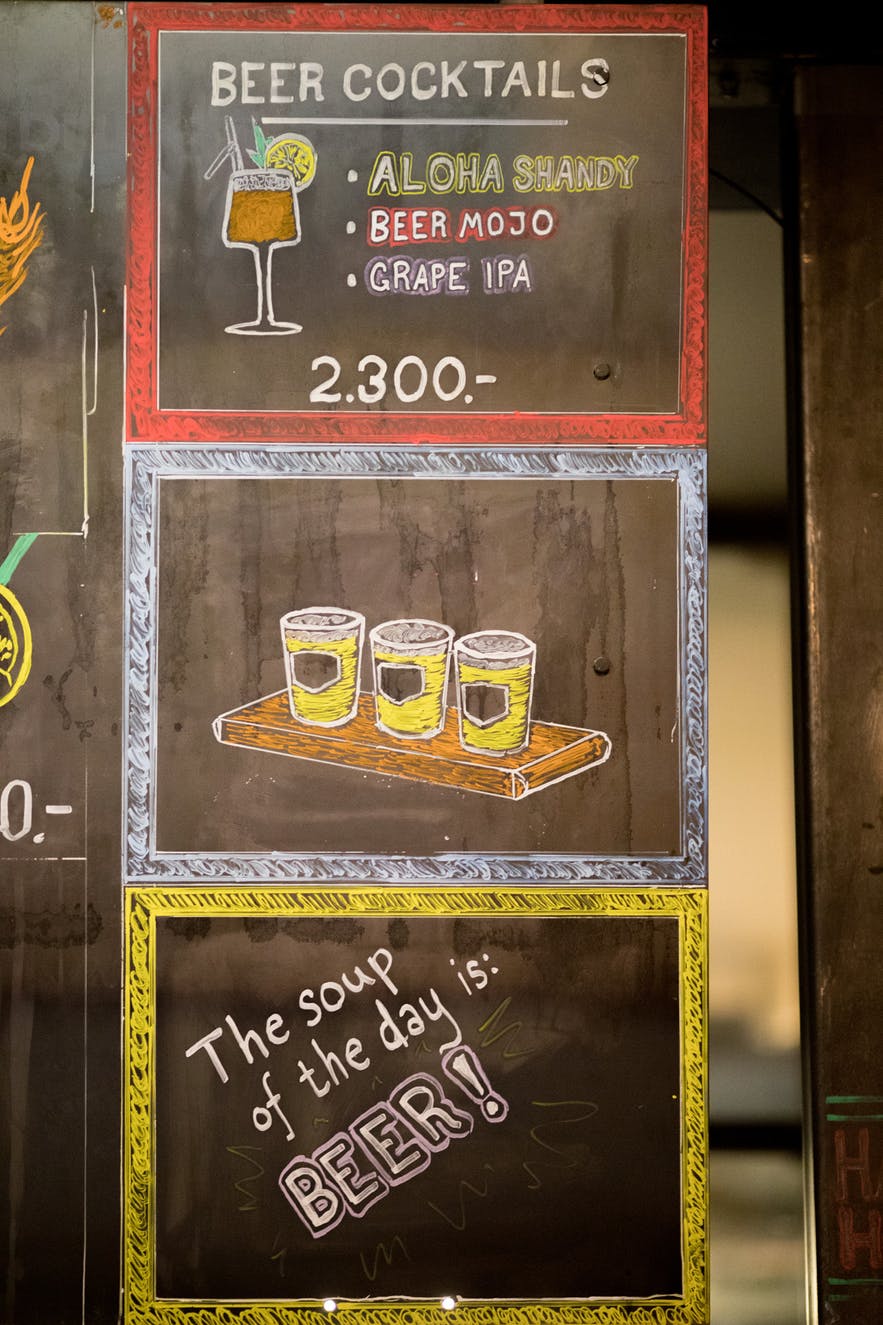 BEER COCKTAILS
• ALOHA SHANDY
• BEER MOJO
• GRAPE IPA
2.300.-
0.-
The soup
of the day is:
BEER!